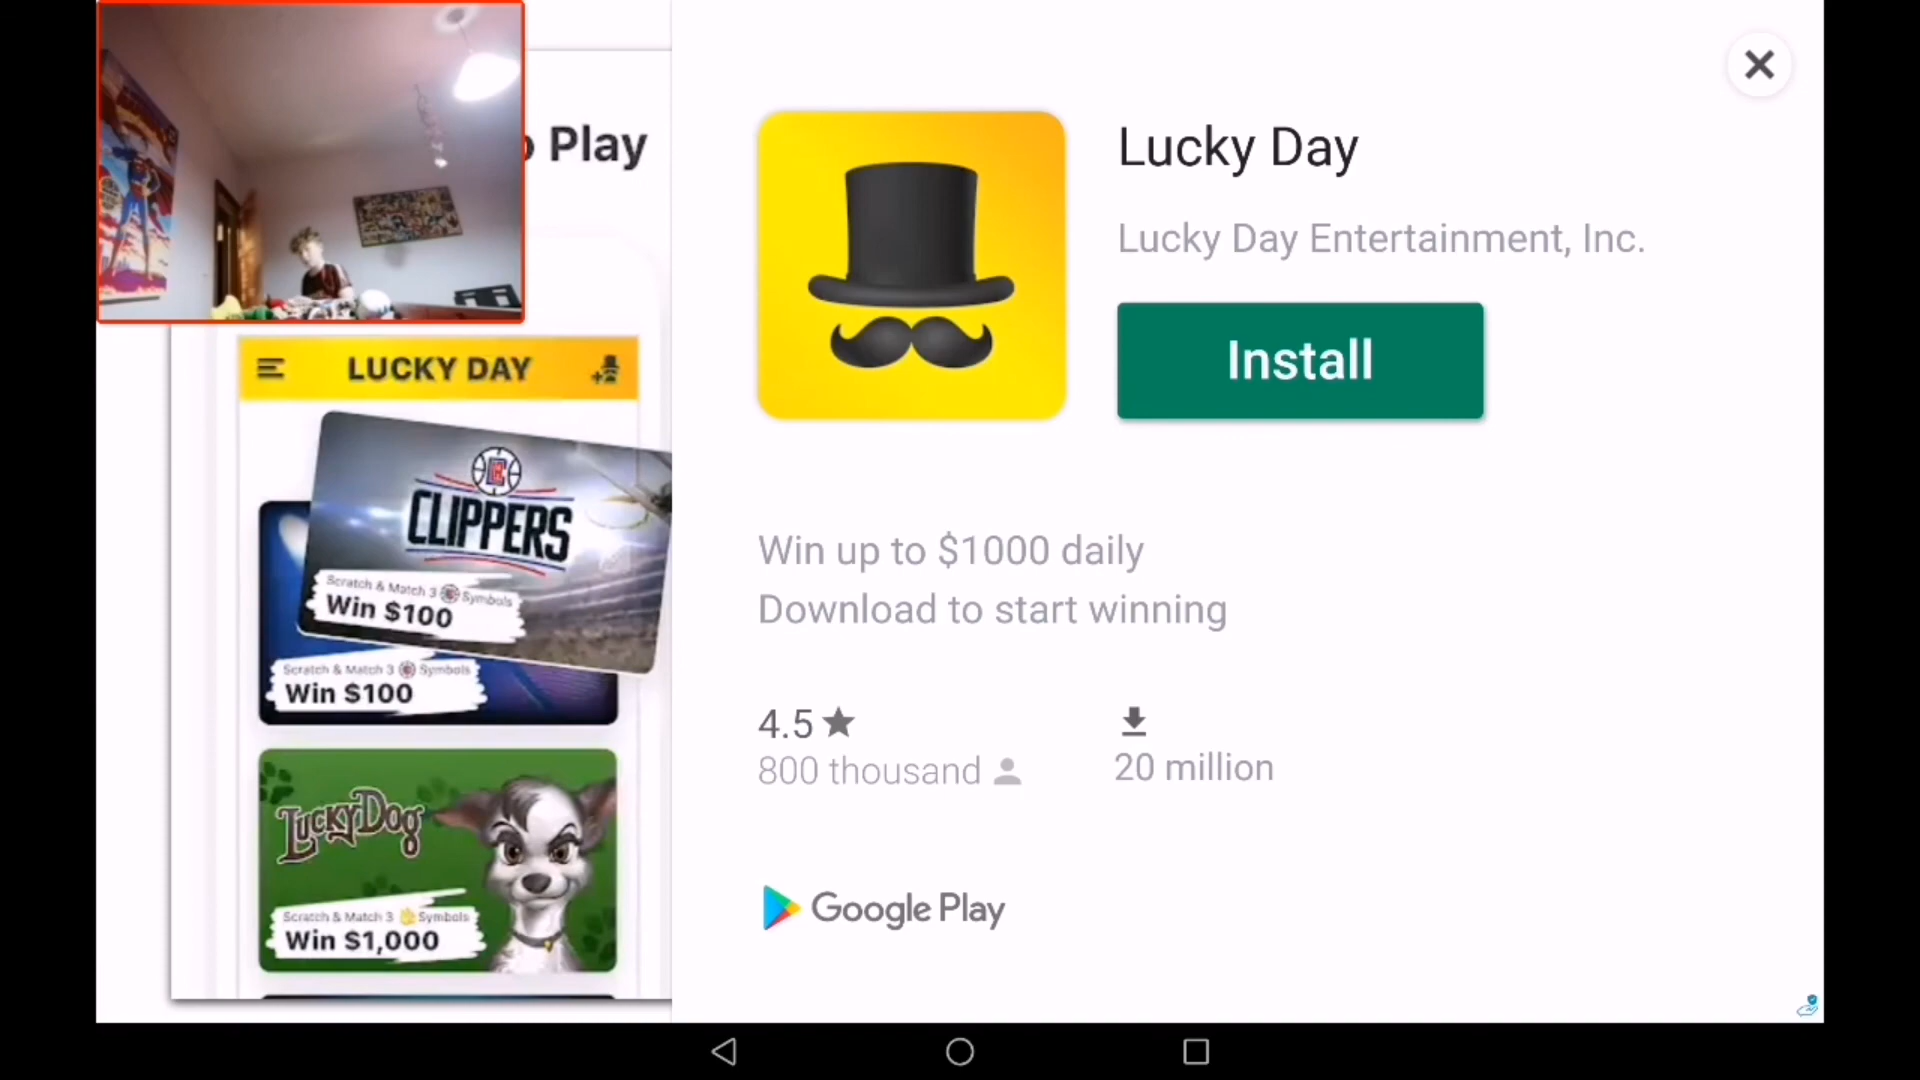 Play
Lucky Day
Lucky Day Entertainment, Inc.
Install
LUCKY DAY
CLIPPERS
Scratch & Match 3 Symbols
Win $100
Scratch & Match 3 Symbols
Win $100
Win up to $1000 daily
Download to start winning
4.5
800 thousand
20 million
LuckyDog
Scratch & Match 3 Symbols
Win $1,000
Google Play